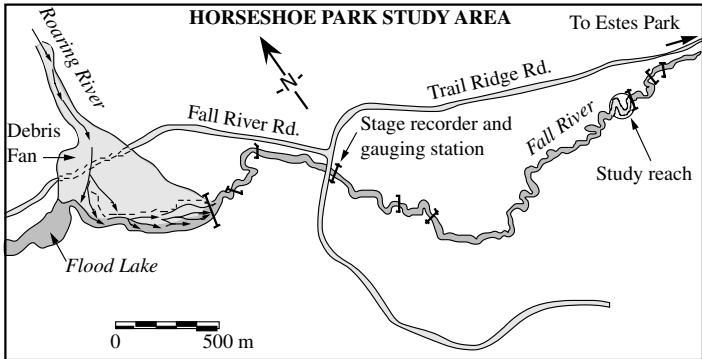 HORSESHOE PARK STUDY AREA
To Estes Park
Roaring River
-N-
Trail Ridge Rd.
Fall River Rd.
Debris
Fan
Stage recorder and
gauging station
Fall River
Study reach
Flood Lake
0 500 m